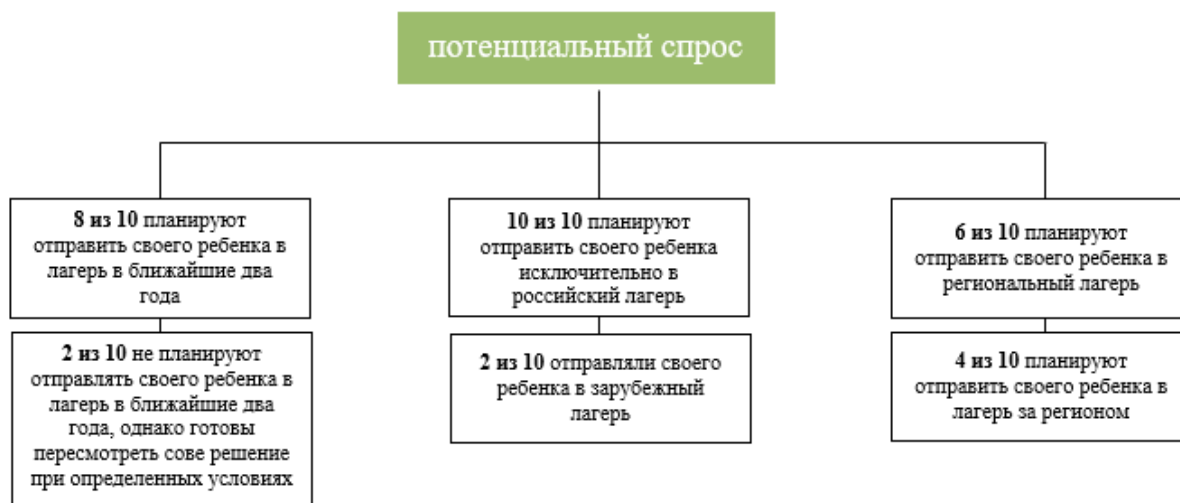 потенциальный спрос
8 из 10 планируют
отправить своего ребенка в
лагерь в ближайшие два
года
2 из 10 не планируют
отправлять своего ребенка в
лагерь в ближайшие два
года, однако готовы
пересмотреть сове решение
при определенных условиях
10 из 10 планируют
отправить своего ребенка
исключительно в
российский лагерь
2 из 10 отправляли своего
ребенка в зарубежный
лагерь
6 из 10 планируют
отправить своего ребенка в
региональный лагерь
4 из 10 планируют
отправить своего ребенка в
лагерь за регионом